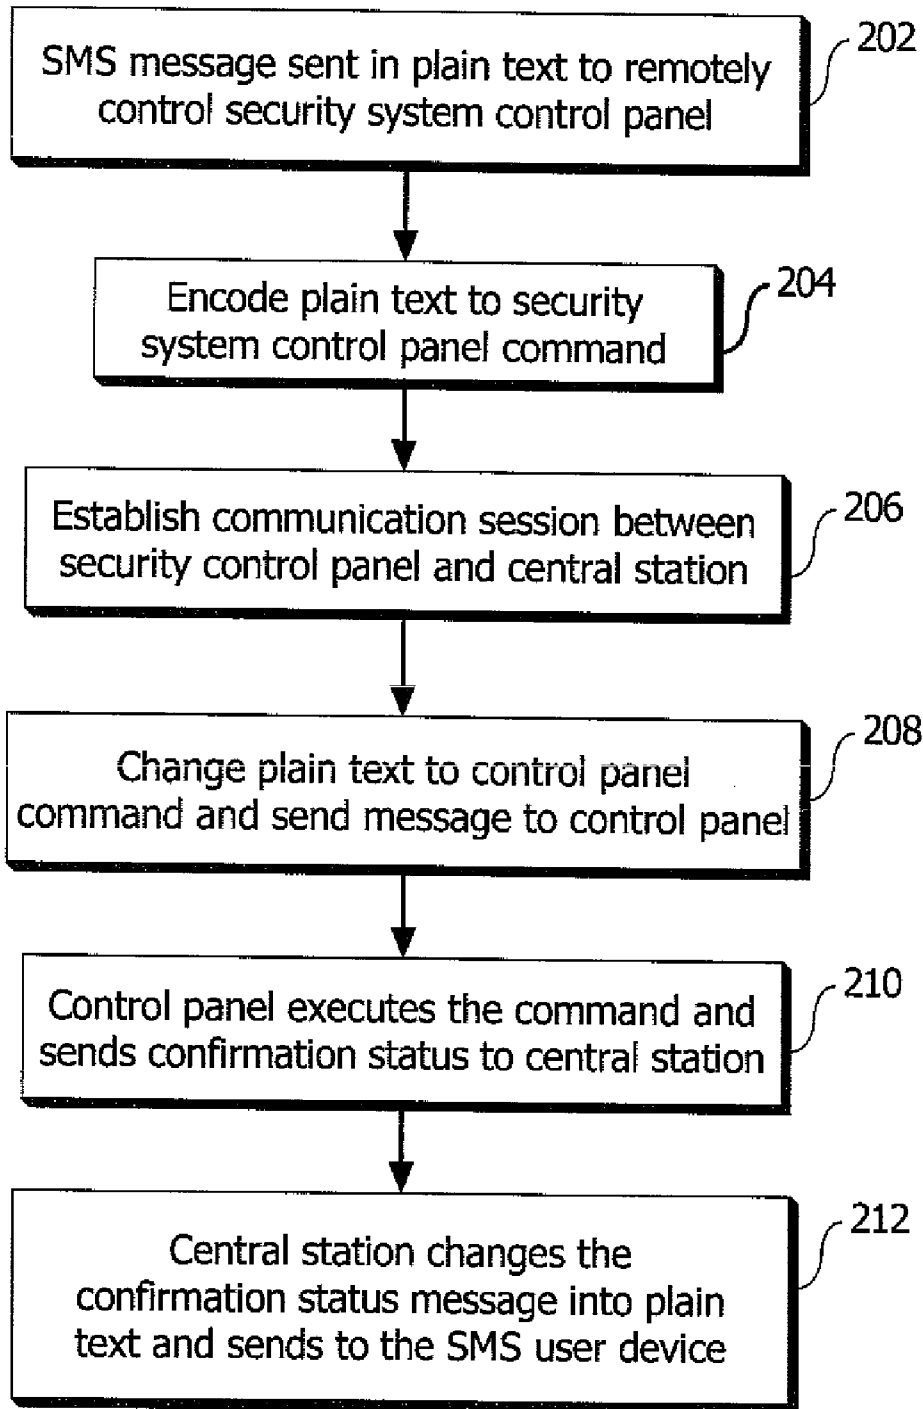 SMS message sent in plain text to remotely
control security system control panel
202
Encode plain text to security
system control panel command
204
Establish communication session between
security control panel and central station
206
Change plain text to control panel
command and send message to control panel
208
Control panel executes the command and
sends confirmation status to central station
210
Central station changes the
confirmation status message into plain
text and sends to the SMS user device
212